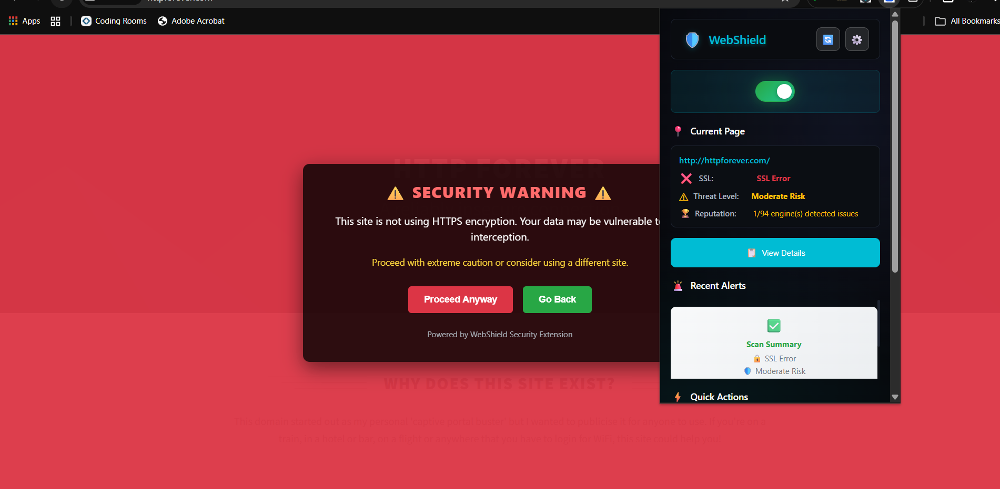 Apps
Coding Rooms
Adobe Acrobat
All Bookmarks
HTTP FOREVER
SECURITY WARNING
This site is not using HTTPS encryption. Your data may be vulnerable to
interception.
Proceed with extreme caution or consider using a different site.
Proceed Anyway
Go Back
Powered by WebShield Security Extension
WHY DOES THIS SITE EXIST?
This domain started out as my personal 'captive portal buster' but I wanted to publicise it for anyone to use. If you're on a
train, in a hotel or bar, on a flight or anywhere that you have to login for WiFi, this site could help you!
WebShield
Current Page
http://httpforever.com/
SSL: SSL Error
Threat Level: Moderate Risk
Reputation: 1/94 engine(s) detected issues
View Details
Recent Alerts
Scan Summary
SSL Error
Moderate Risk
Quick Actions